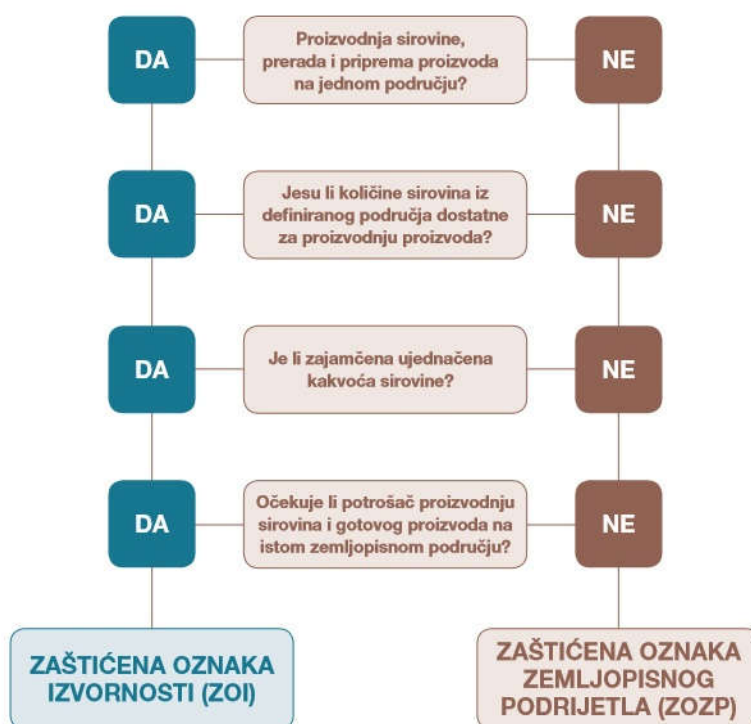 DA
Proizvodnja sirovine,
prerada i priprema proizvoda
na jednom području?
NE
DA
Jesu li količine sirovina iz
definiranog područja dostatne
za proizvodnju proizvoda?
NE
DA
Je li zajamčena ujednačena
kakvoća sirovine?
NE
DA
Očekuje li potrošač proizvodnju
sirovina i gotovog proizvoda na
istom zemljopisnom području?
NE
ZAŠTIĆENA OZNAKA
IZVORNOSTI (ZOI)
ZAŠTIĆENA OZNAKA
ZEMLJOPISNOG
PODRIJETLA (ZOZP)